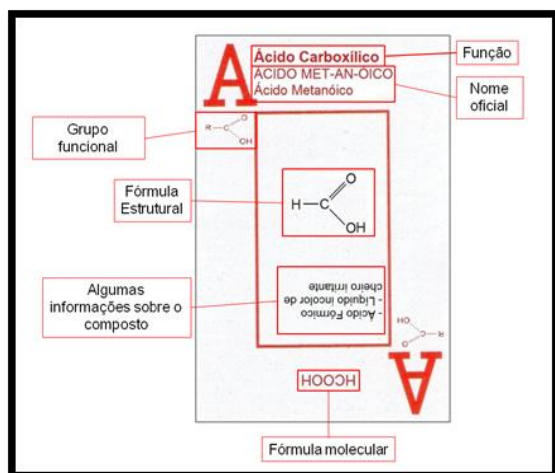 A
Ácido Carboxílico
ÁCIDO MET-AN-ÓICO
Ácido Metanóico
Função
Nome
oficial
Grupo
funcional
R C O OH
Fórmula
Estrutural
H C O OH
Algumas
informações sobre o
composto
- Ácido Fórmico
- Líquido incolor de
cheiro irritante
R C O OH
HCOOH
A
Fórmula molecular